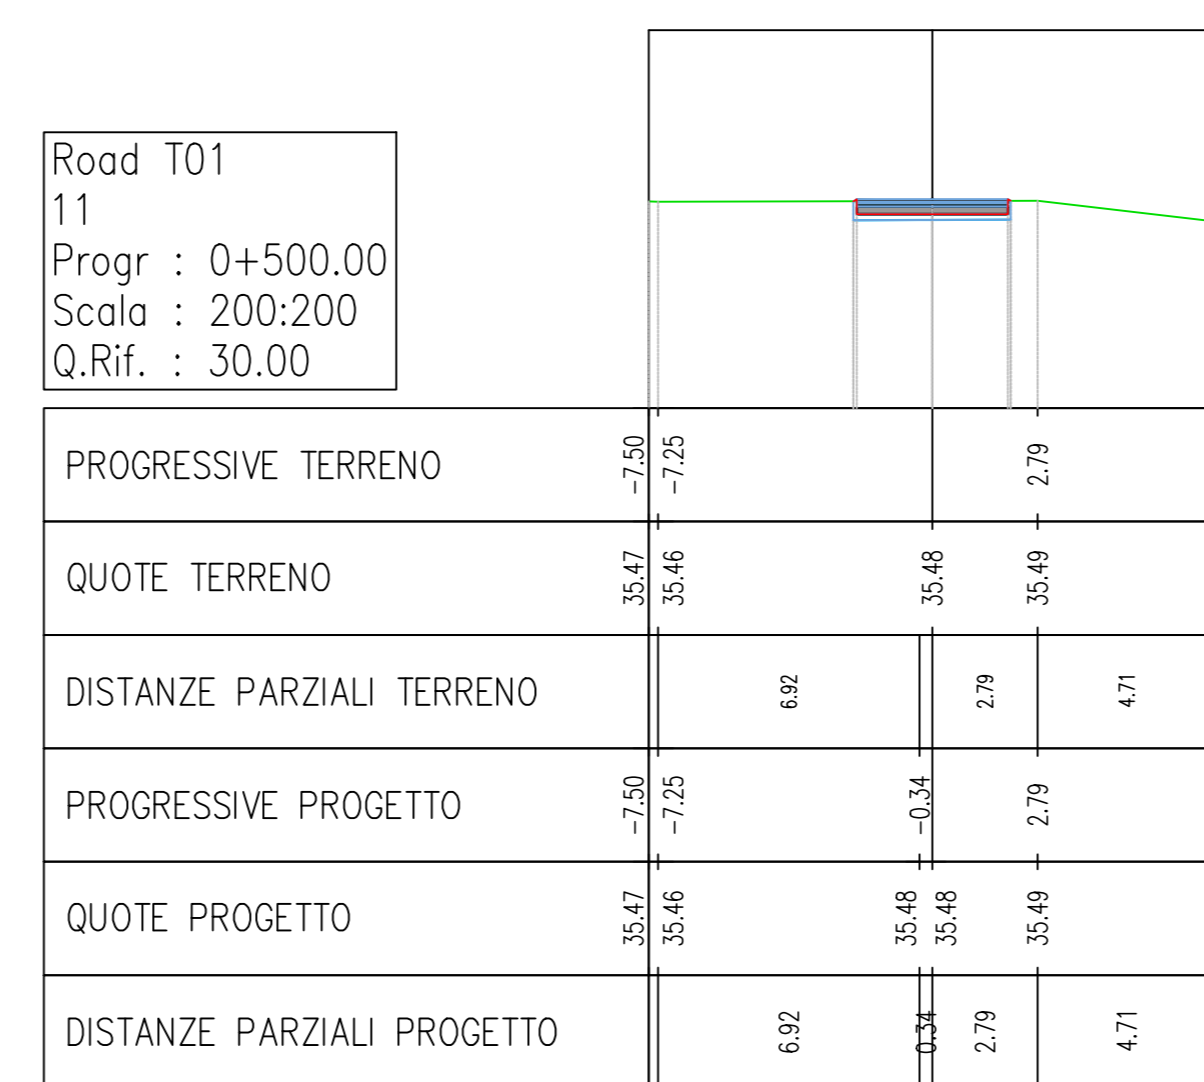 Road T01
11
Progr : 0+500.00
Scala : 200:200
Q.Rif. : 30.00
PROGRESSIVE TERRENO -7.50 -7.25 2.79
QUOTE TERRENO 35.47 35.46 35.48 35.49
DISTANZE PARZIALI TERRENO 6.92 2.79 4.71
PROGRESSIVE PROGETTO -7.50 -7.25 -0.34 2.79
QUOTE PROGETTO 35.47 35.46 35.48 35.48 35.49
DISTANZE PARZIALI PROGETTO 6.92 0.34 2.79 4.71